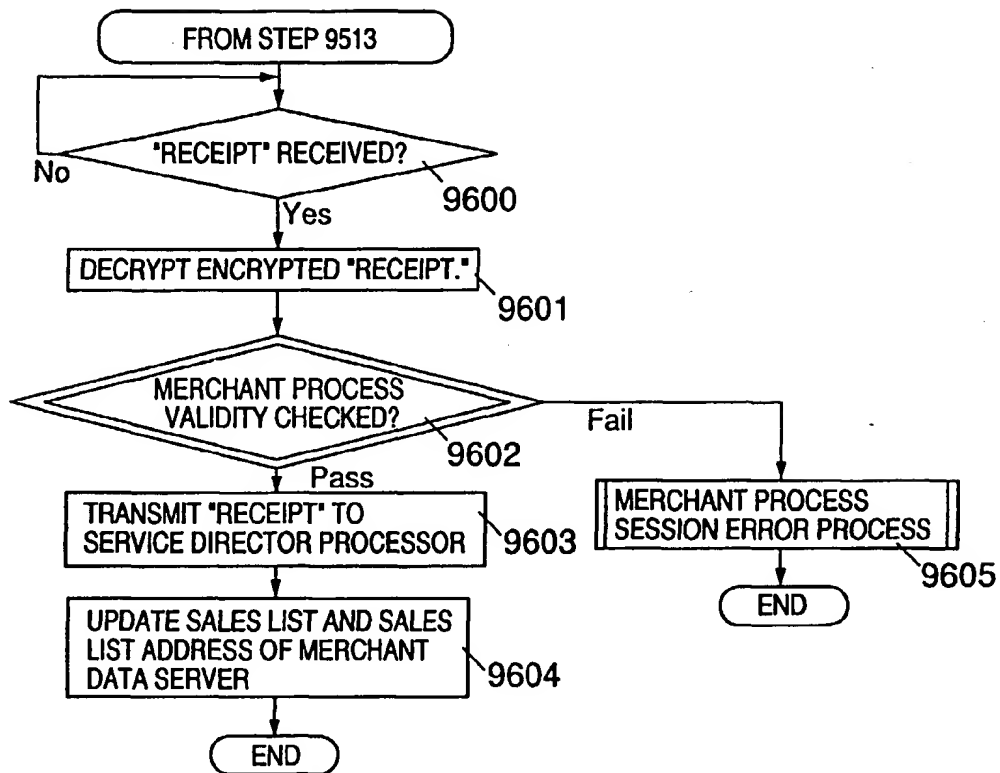 FROM STEP 9513
"RECEIPT" RECEIVED?
No
9600
Yes
DECRYPT ENCRYPTED "RECEIPT."
9601
MERCHANT PROCESS
VALIDITY CHECKED?
9602
Fail
Pass
TRANSMIT "RECEIPT" TO
SERVICE DIRECTOR PROCESSOR
9603
MERCHANT PROCESS
SESSION ERROR PROCESS
9605
UPDATE SALES LIST AND SALES
LIST ADDRESS OF MERCHANT
DATA SERVER
9604
END
END